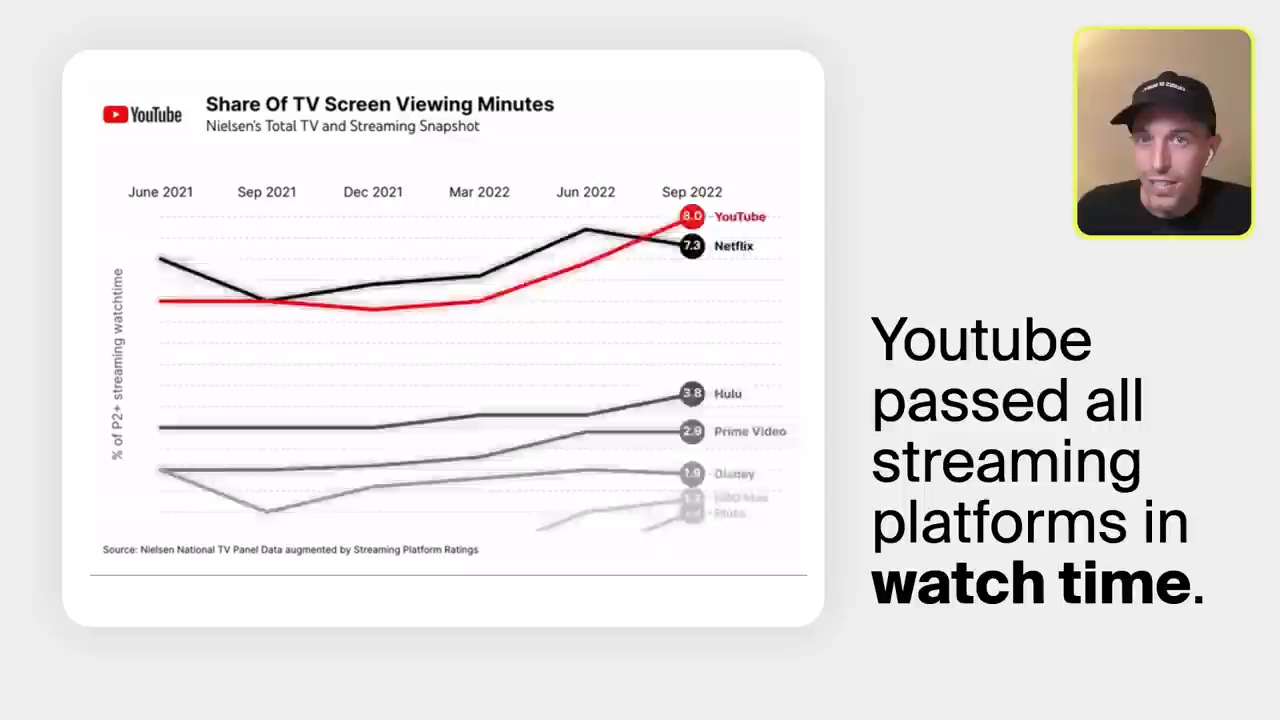 YouTube
Share Of TV Screen Viewing Minutes
Nielsen's Total TV and Streaming Snapshot
June 2021 Sep 2021 Dec 2021 Mar 2022 Jun 2022 Sep 2022
8.0 YouTube
7.3 Netflix
% of P2+ streaming watchtime
3.8 Hulu
2.9 Prime Video
1.9 Disney
HBO Max
Pluto
Source: Nielsen National TV Panel Data augmented by Streaming Platform Ratings
Youtube
passed all
streaming
platforms in
watch time.